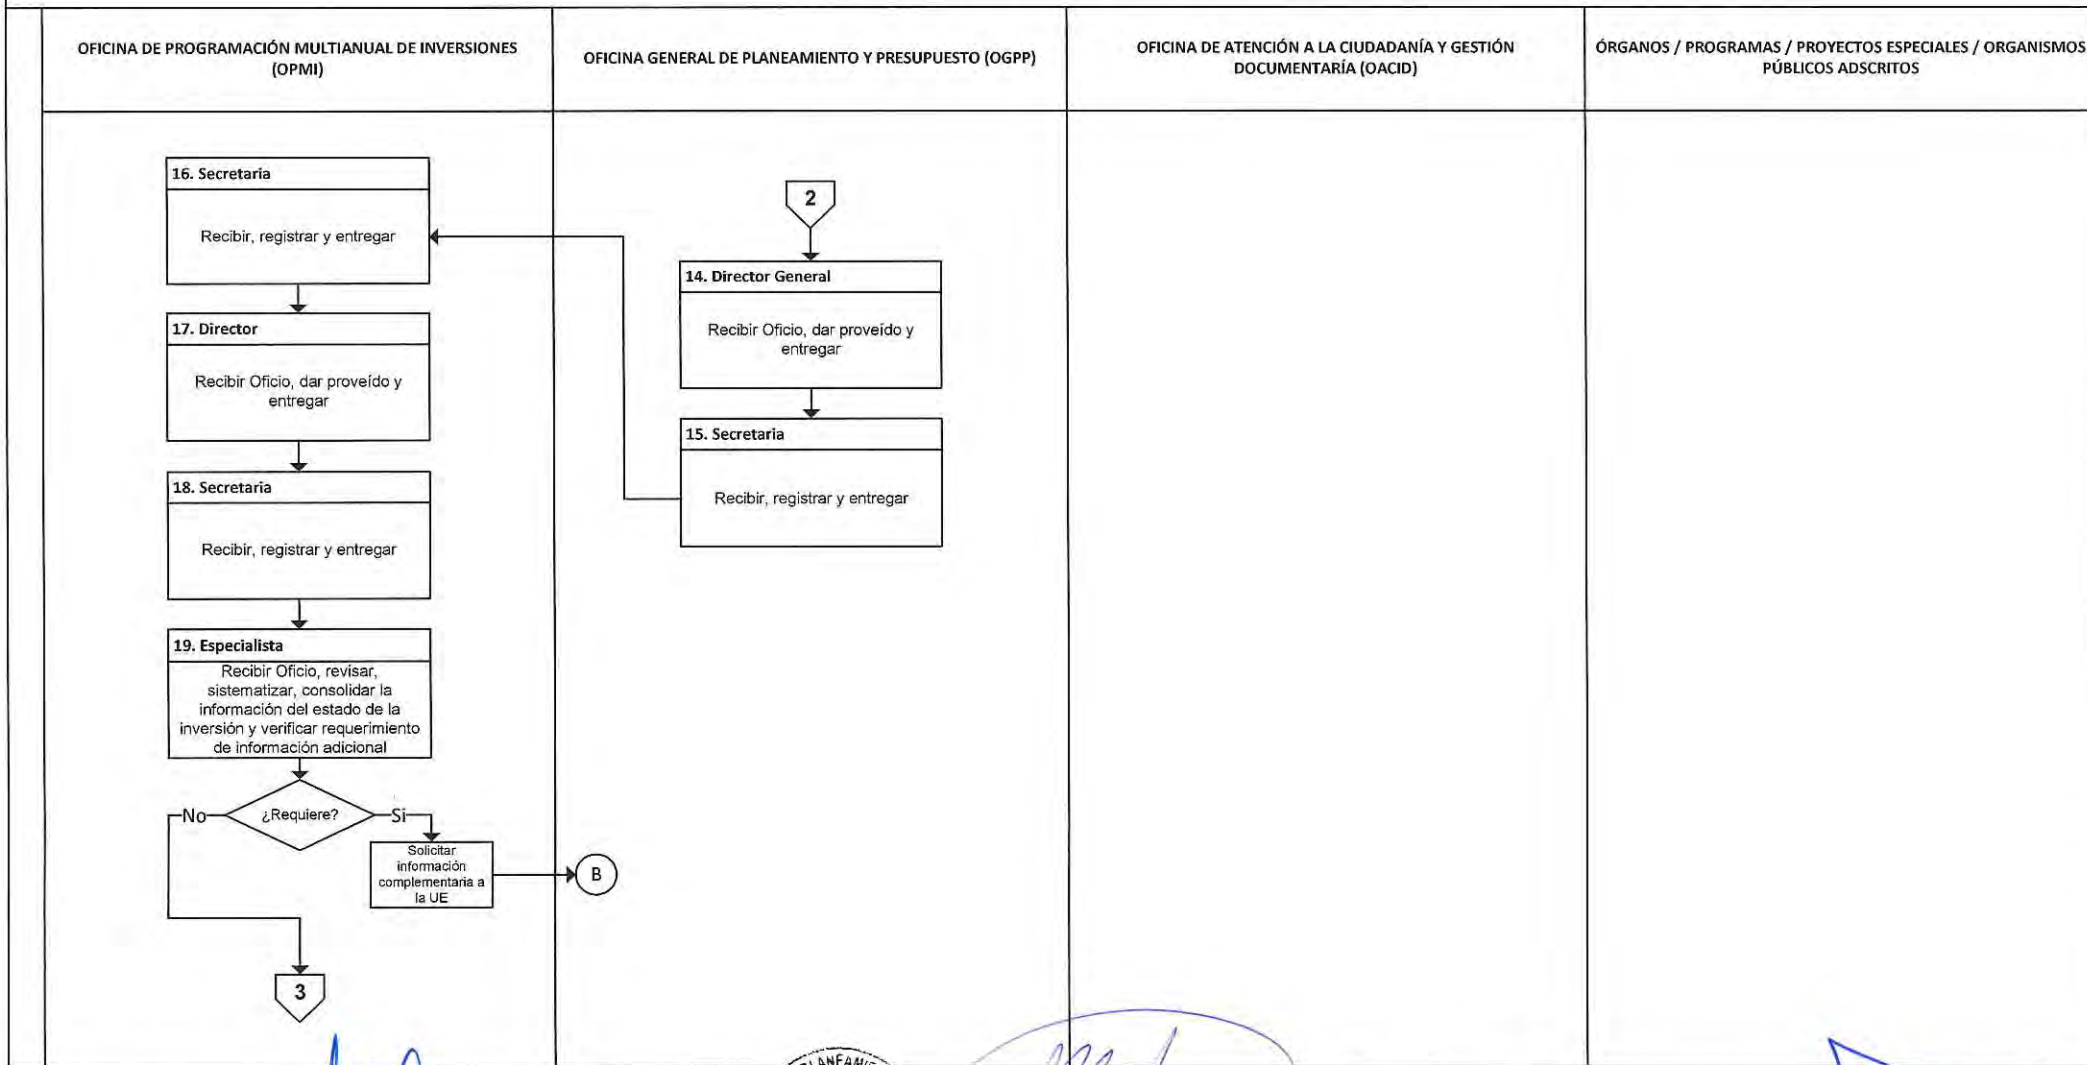 OFICINA DE PROGRAMACIÓN MULTIANUAL DE INVERSIONES
(OPMI)
OFICINA GENERAL DE PLANEAMIENTO Y PRESUPUESTO (OGPP)
OFICINA DE ATENCIÓN A LA CIUDADANÍA Y GESTIÓN
DOCUMENTARÍA (OACID)
ÓRGANOS / PROGRAMAS / PROYECTOS ESPECIALES / ORGANISMOS
PÚBLICOS ADSCRITOS
16. Secretaria
Recibir, registrar y entregar
17. Director
Recibir Oficio, dar proveído y
entregar
18. Secretaria
Recibir, registrar y entregar
19. Especialista
Recibir Oficio, revisar,
sistematizar, consolidar la
información del estado de la
inversión y verificar requerimiento
de información adicional
No
¿Requiere?
Si
Solicitar
información
complementaria a
la UE
3
2
14. Director General
Recibir Oficio, dar proveído y
entregar
15. Secretaria
Recibir, registrar y entregar
B